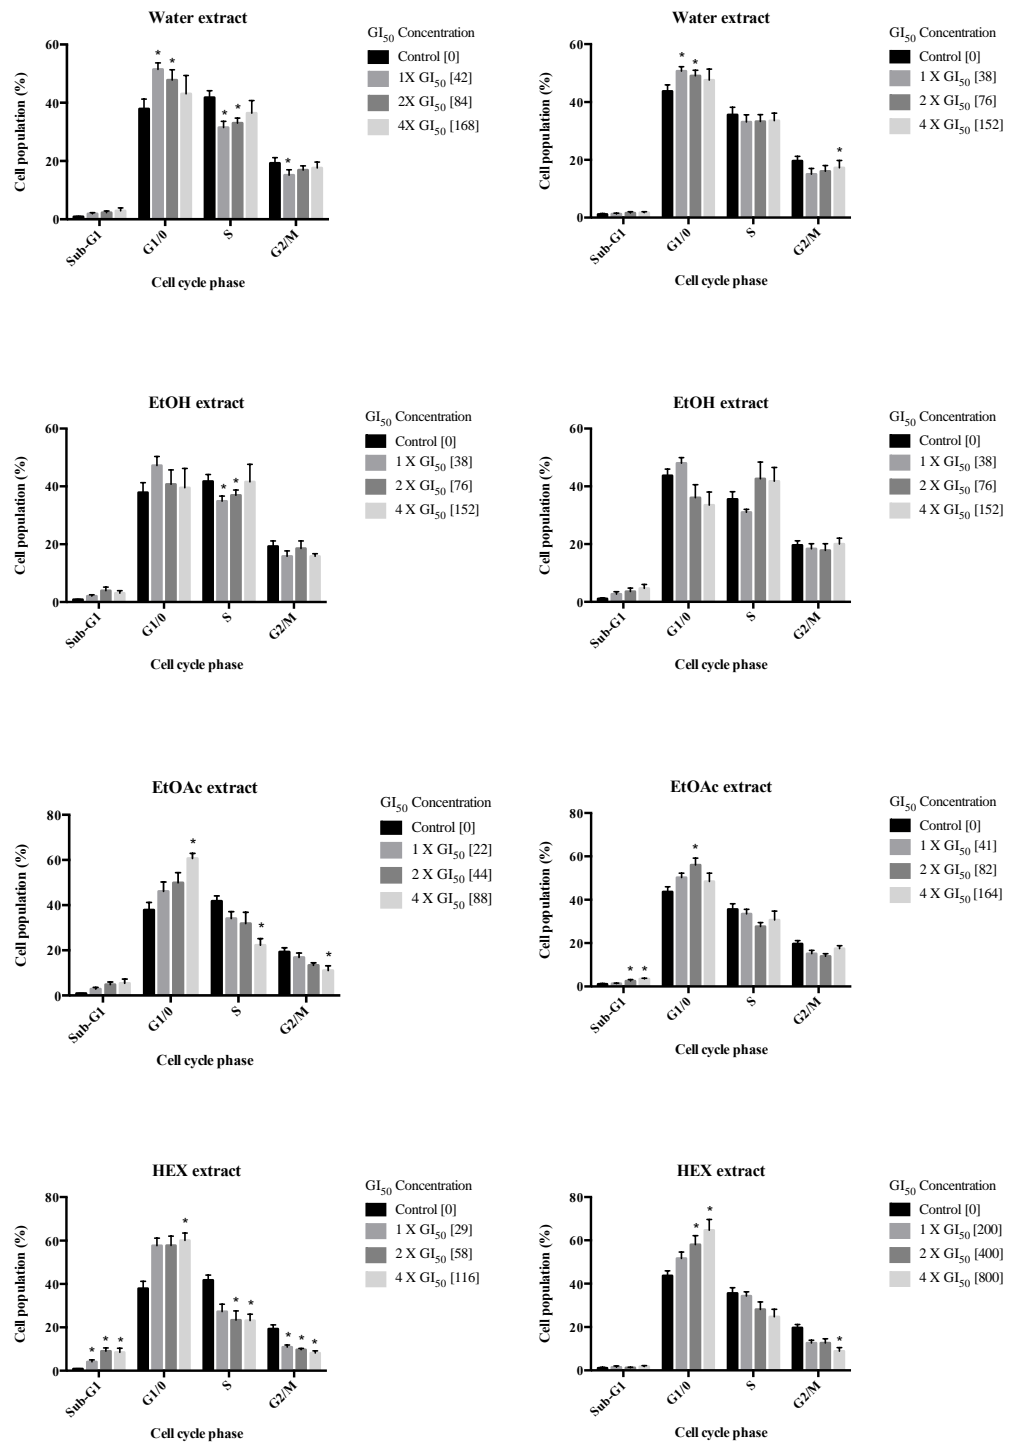 Water extract
Cell population (%)
60
40
20
0
Sub-G1
G1/0
S
G2/M
Cell cycle phase
GI50 Concentration
Control [0]
1X GI50 [42]
2X GI50 [84]
4X GI50 [168]
* * * * *
Water extract
Cell population (%)
60
40
20
0
Sub-G1
G1/0
S
G2/M
Cell cycle phase
GI50 Concentration
Control [0]
1 X GI50 [38]
2 X GI50 [76]
4 X GI50 [152]
* * *
EtOH extract
Cell population (%)
60
40
20
0
Sub-G1
G1/0
S
G2/M
Cell cycle phase
GI50 Concentration
Control [0]
1 X GI50 [38]
2 X GI50 [76]
4 X GI50 [152]
* *
EtOH extract
Cell population (%)
60
40
20
0
Sub-G1
G1/0
S
G2/M
Cell cycle phase
GI50 Concentration
Control [0]
1 X GI50 [38]
2 X GI50 [76]
4 X GI50 [152]
EtOAc extract
Cell population (%)
80
60
40
20
0
Sub-G1
G1/0
S
G2/M
Cell cycle phase
GI50 Concentration
Control [0]
1 X GI50 [22]
2 X GI50 [44]
4 X GI50 [88]
* * *
EtOAc extract
Cell population (%)
80
60
40
20
0
Sub-G1
G1/0
S
G2/M
Cell cycle phase
GI50 Concentration
Control [0]
1 X GI50 [41]
2 X GI50 [82]
4 X GI50 [164]
* * *
HEX extract
Cell population (%)
80
60
40
20
0
Sub-G1
G1/0
S
G2/M
Cell cycle phase
GI50 Concentration
Control [0]
1 X GI50 [29]
2 X GI50 [58]
4 X GI50 [116]
* * * * * * * * *
HEX extract
Cell population (%)
80
60
40
20
0
Sub-G1
G1/0
S
G2/M
Cell cycle phase
GI50 Concentration
Control [0]
1 X GI50 [200]
2 X GI50 [400]
4 X GI50 [800]
* * *